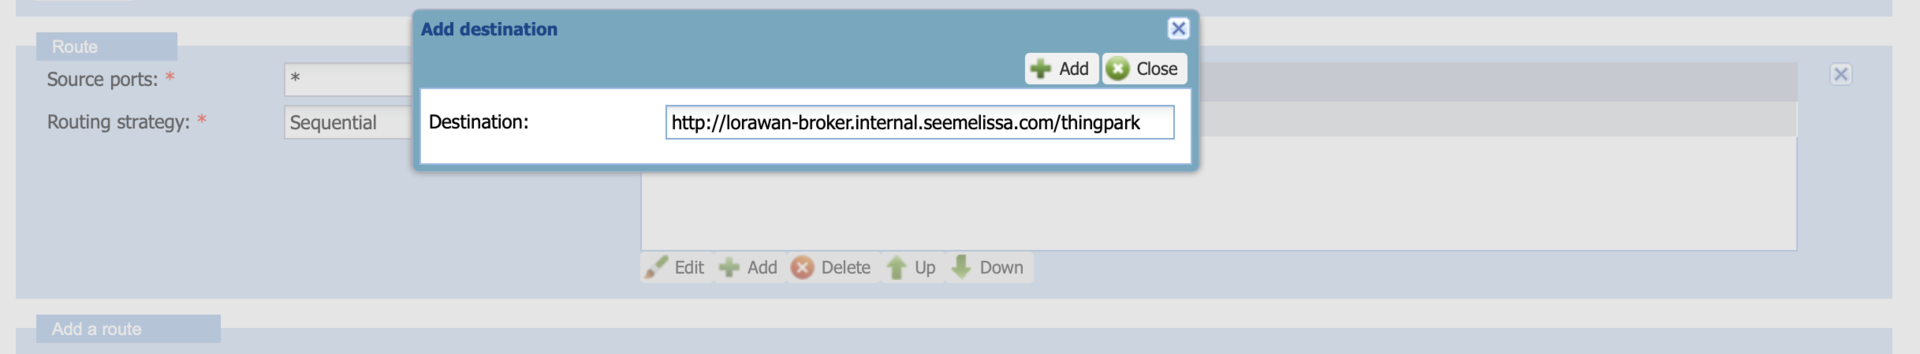 Add destination
Add Close
Destination: http://lorawan-broker.internal.seemelissa.com/thingpark
Route
Source ports: * *
Routing strategy: * Sequential
Edit Add Delete Up Down
Add a route